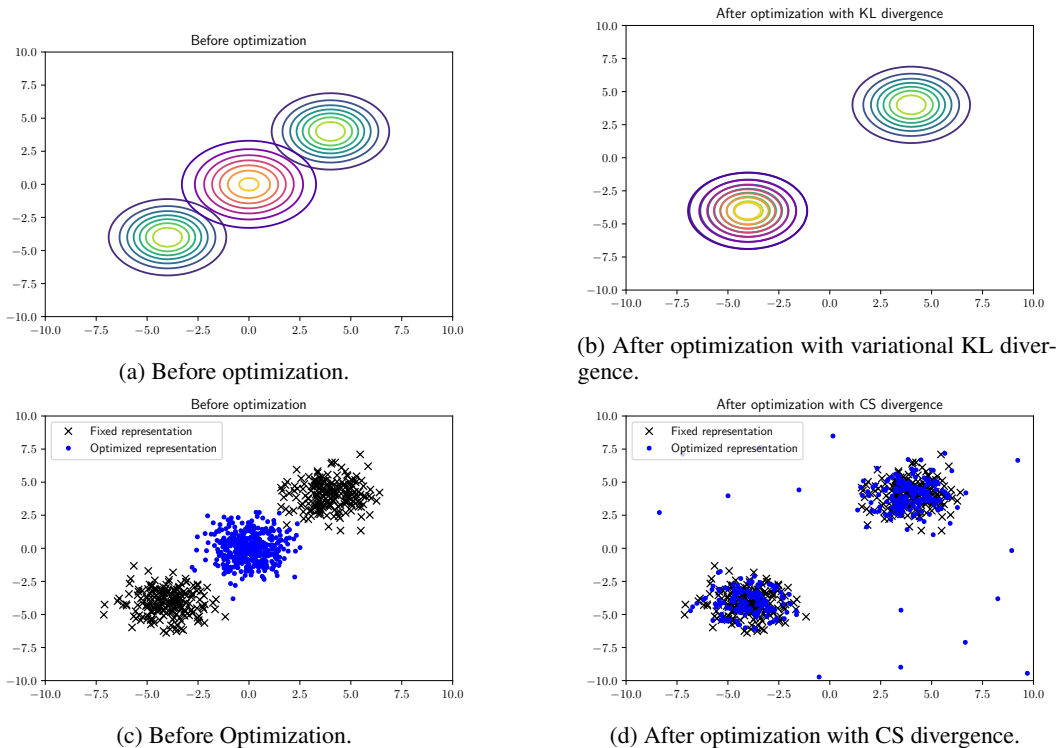 Before optimization
10.0
7.5
5.0
2.5
0.0
−2.5
−5.0
−7.5
−10.0
−10.0 −7.5 −5.0 −2.5 0.0 2.5 5.0 7.5 10.0
(a) Before optimization.
After optimization with KL divergence
10.0
7.5
5.0
2.5
0.0
−2.5
−5.0
−7.5
−10.0
−10.0 −7.5 −5.0 −2.5 0.0 2.5 5.0 7.5 10.0
(b) After optimization with variational KL diver-
gence.
Before optimization
10.0
7.5
5.0
2.5
0.0
−2.5
−5.0
−7.5
−10.0
Fixed representation
Optimized representation
−10.0 −7.5 −5.0 −2.5 0.0 2.5 5.0 7.5 10.0
(c) Before Optimization.
After optimization with CS divergence
10.0
7.5
5.0
2.5
0.0
−2.5
−5.0
−7.5
−10.0
Fixed representation
Optimized representation
−10.0 −7.5 −5.0 −2.5 0.0 2.5 5.0 7.5 10.0
(d) After optimization with CS divergence.